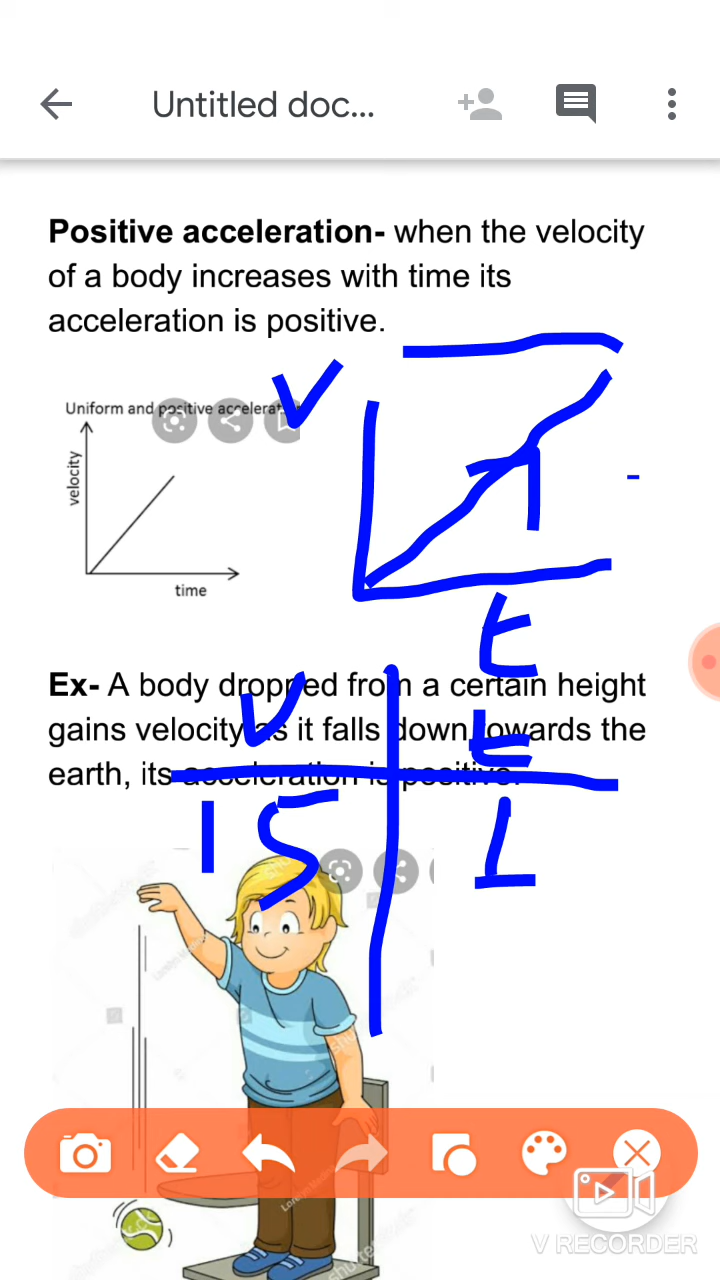 Untitled doc...
Positive acceleration- when the velocity
of a body increases with time its
acceleration is positive.
V
Uniform and positive accelerat
velocity
time
t
Ex- A body dropped from a certain height
gains velocity as it falls down towards the
earth, its acceleration is positive.
V t
15 1
V RECORDER